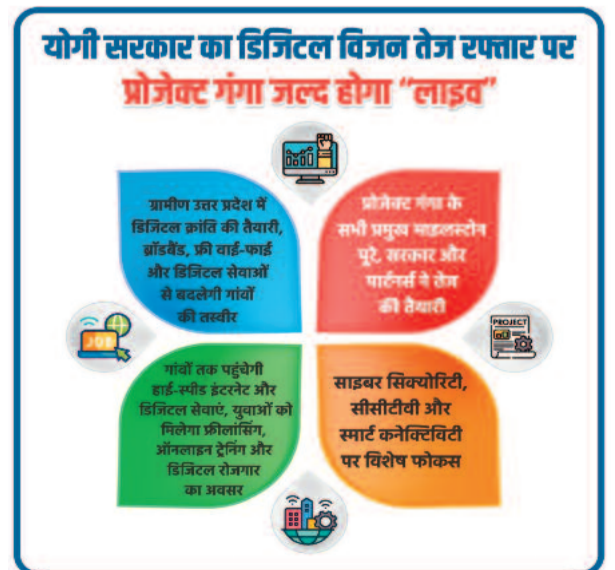 योगी सरकार का डिजिटल विजन तेज रफ्तार पर
प्रोजेक्ट गंगा जल्द होगा “लाइव”
ग्रामीण उत्तर प्रदेश में
डिजिटल क्रांति की तैयारी,
ब्रॉडबैंड, फ्री वाई-फाई
और डिजिटल सेवाओं
से बदलेगी गांवों
की तस्वीर
प्रोजेक्ट गंगा के
सभी प्रमुख माइलस्टोन
पूरे, सरकार और
पार्टनर्स ने तेज
की तैयारी
JOB
PROJECT
गांवों तक पहुंचेगी
हाई-स्पीड इंटरनेट और
डिजिटल सेवाएं, युवाओं को
मिलेगा फ्रीलांसिंग,
ऑनलाइन ट्रेनिंग और
डिजिटल रोजगार
का अवसर
साइबर सिक्योरिटी,
सीसीटीवी और
स्मार्ट कनेक्टिविटी
पर विशेष फोकस